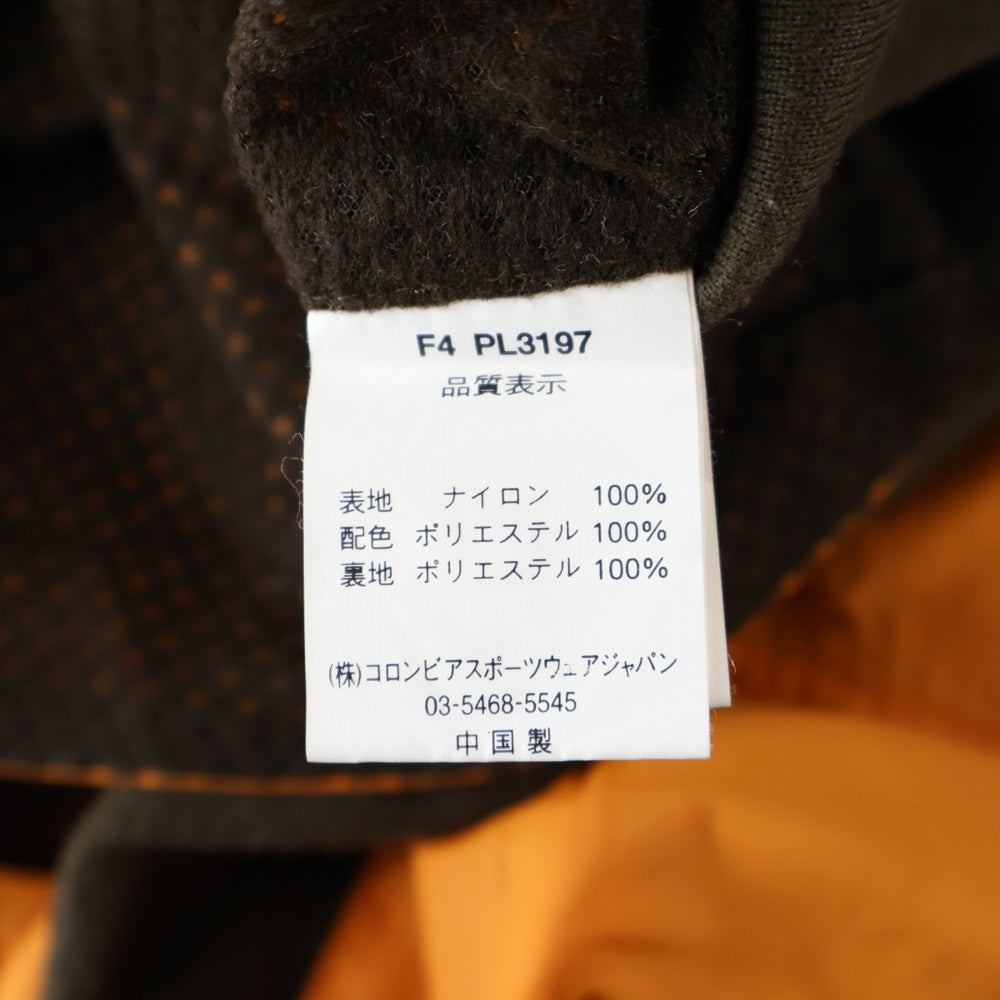 F4 PL3197
品質表示
表地 ナイロン 100%
配色 ポリエステル 100%
裏地 ポリエステル 100%
(株)コロンビアスポーツウェアジャパン
03-5468-5545
中国製